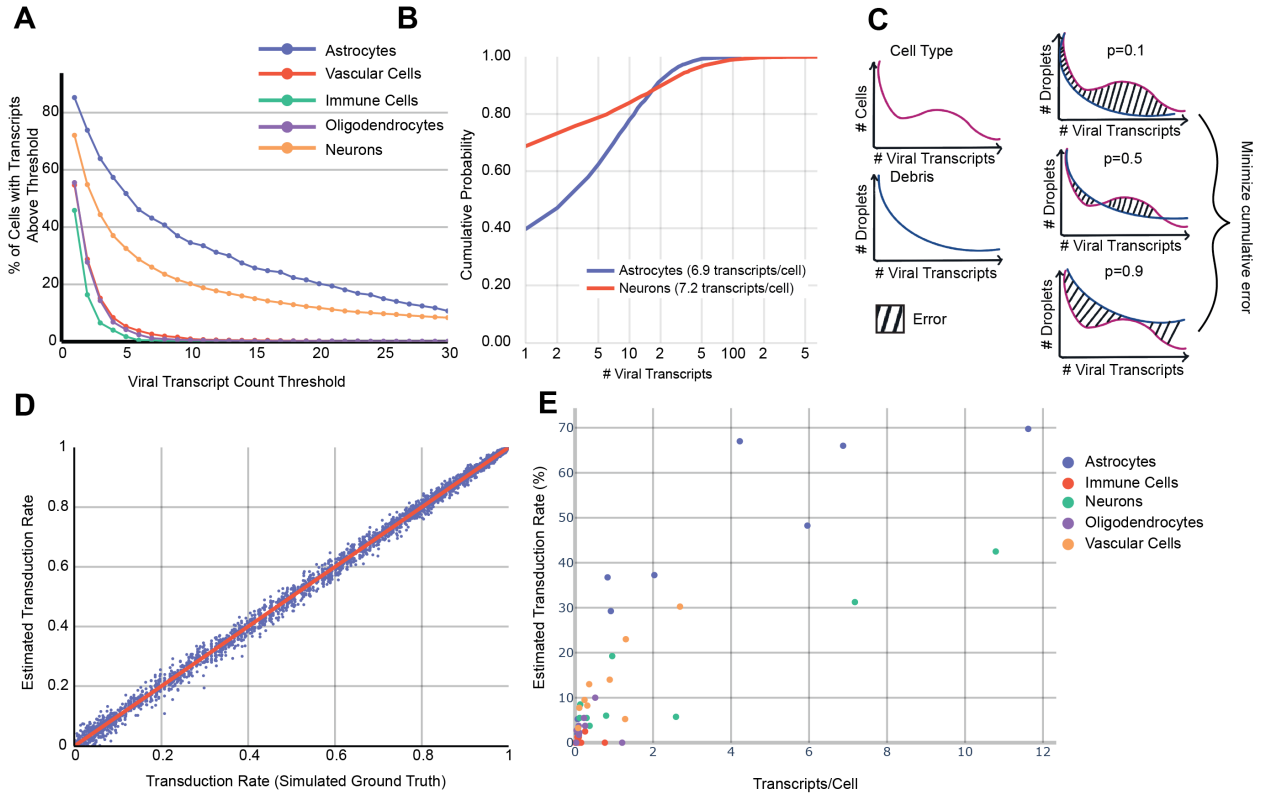 A
Astrocytes
Vascular Cells
Immune Cells
Oligodendrocytes
Neurons
% of Cells with Transcripts
Above Threshold
80
60
40
20
0
0
5
10
15
20
25
30
Viral Transcript Count Threshold
B
1.00
0.80
0.60
0.40
0.20
0.00
Cumulative Probability
Astrocytes (6.9 transcripts/cell)
Neurons (7.2 transcripts/cell)
1
2
5
10
2
5
100
2
5
# Viral Transcripts
C
Cell Type
# Cells
# Viral Transcripts
Debris
# Droplets
# Viral Transcripts
Error
p=0.1
# Droplets
# Viral Transcripts
p=0.5
# Droplets
# Viral Transcripts
p=0.9
# Droplets
# Viral Transcripts
Minimize cumulative error
D
1
0.8
0.6
0.4
0.2
0
Estimated Transduction Rate
0
0.2
0.4
0.6
0.8
1
Transduction Rate (Simulated Ground Truth)
E
70
60
50
40
30
20
10
0
Estimated Transduction Rate (%)
0
2
4
6
8
10
12
Transcripts/Cell
Astrocytes
Immune Cells
Neurons
Oligodendrocytes
Vascular Cells